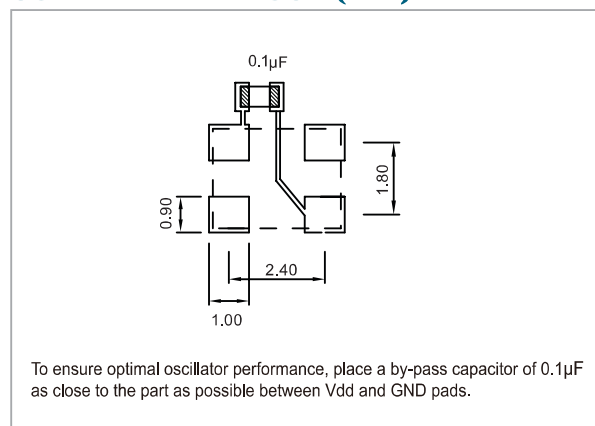 0.1µF
1.80
0.90
2.40
1.00
To ensure optimal oscillator performance, place a by-pass capacitor of 0.1µF
as close to the part as possible between Vdd and GND pads.